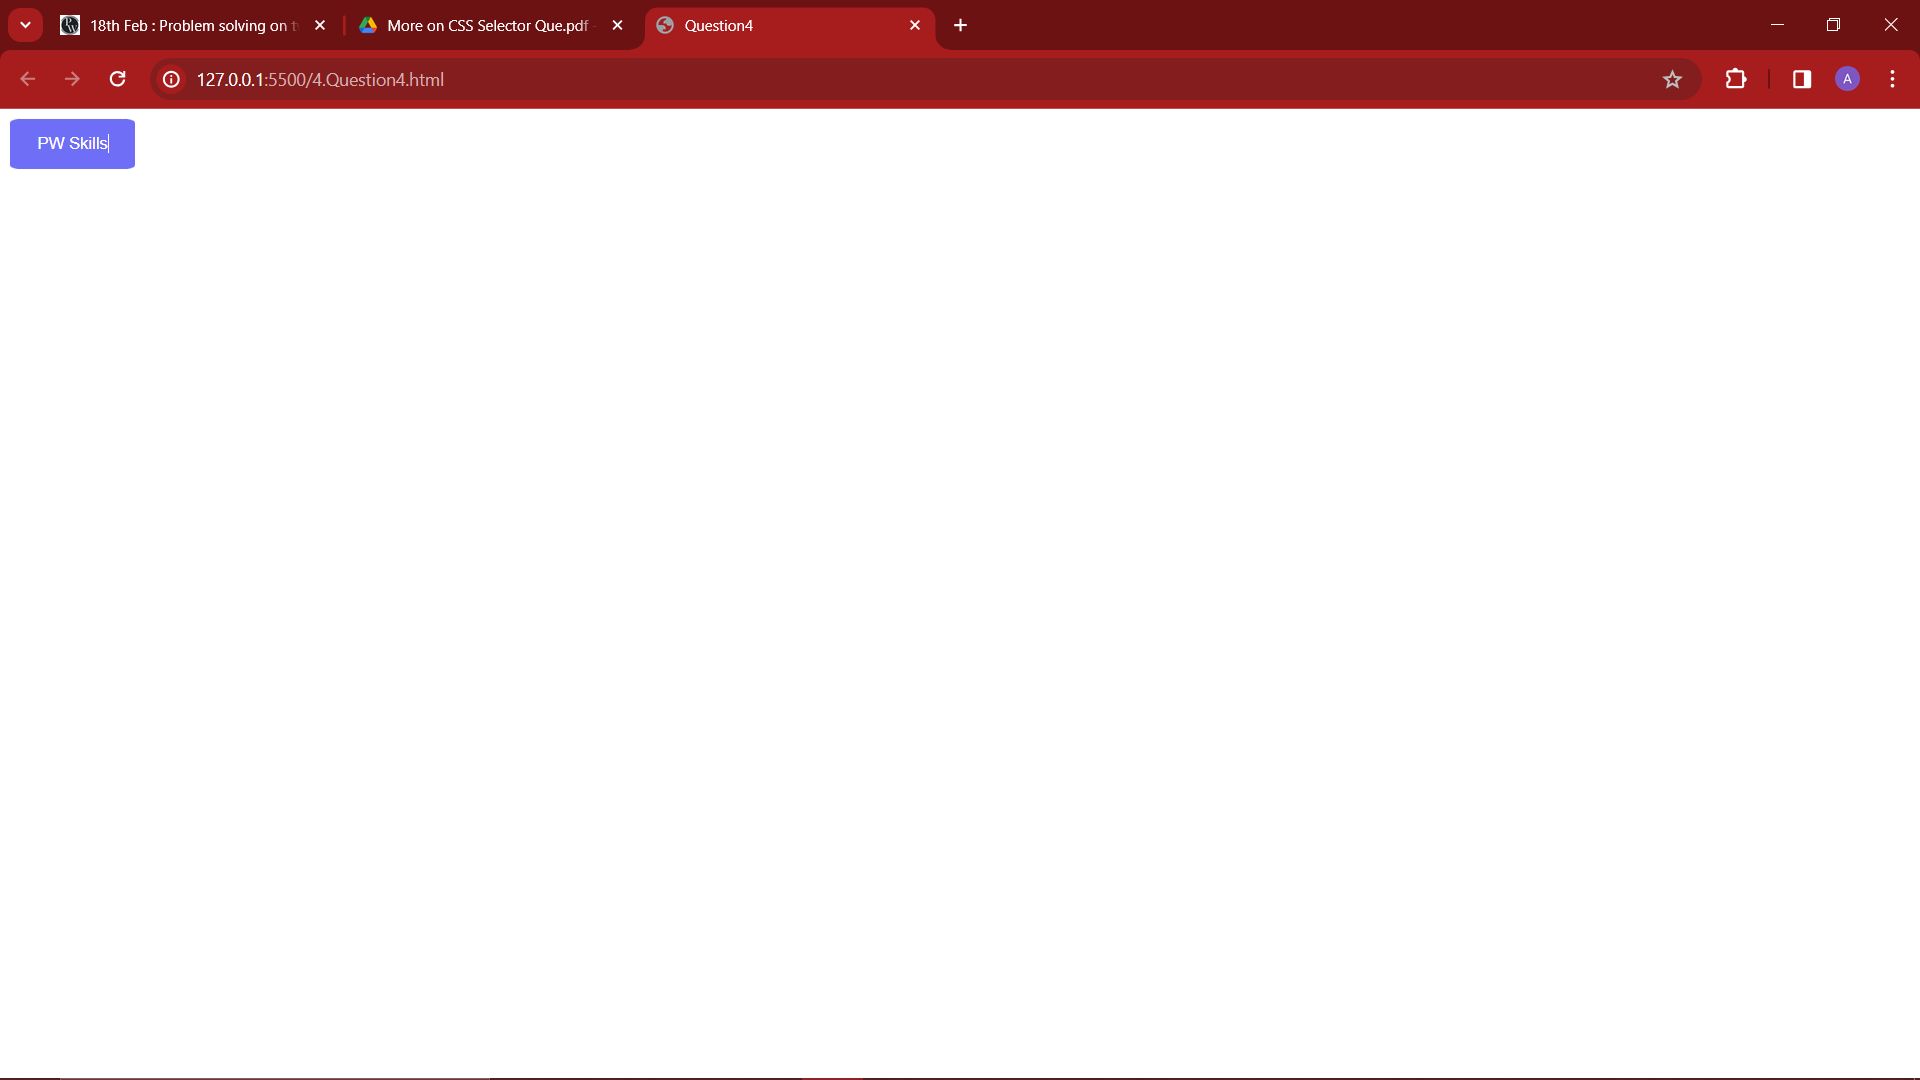 18th Feb : Problem solving on
More on CSS Selector Que.pdf
Question4
127.0.0.1:5500/4.Question4.html
A
PW Skills